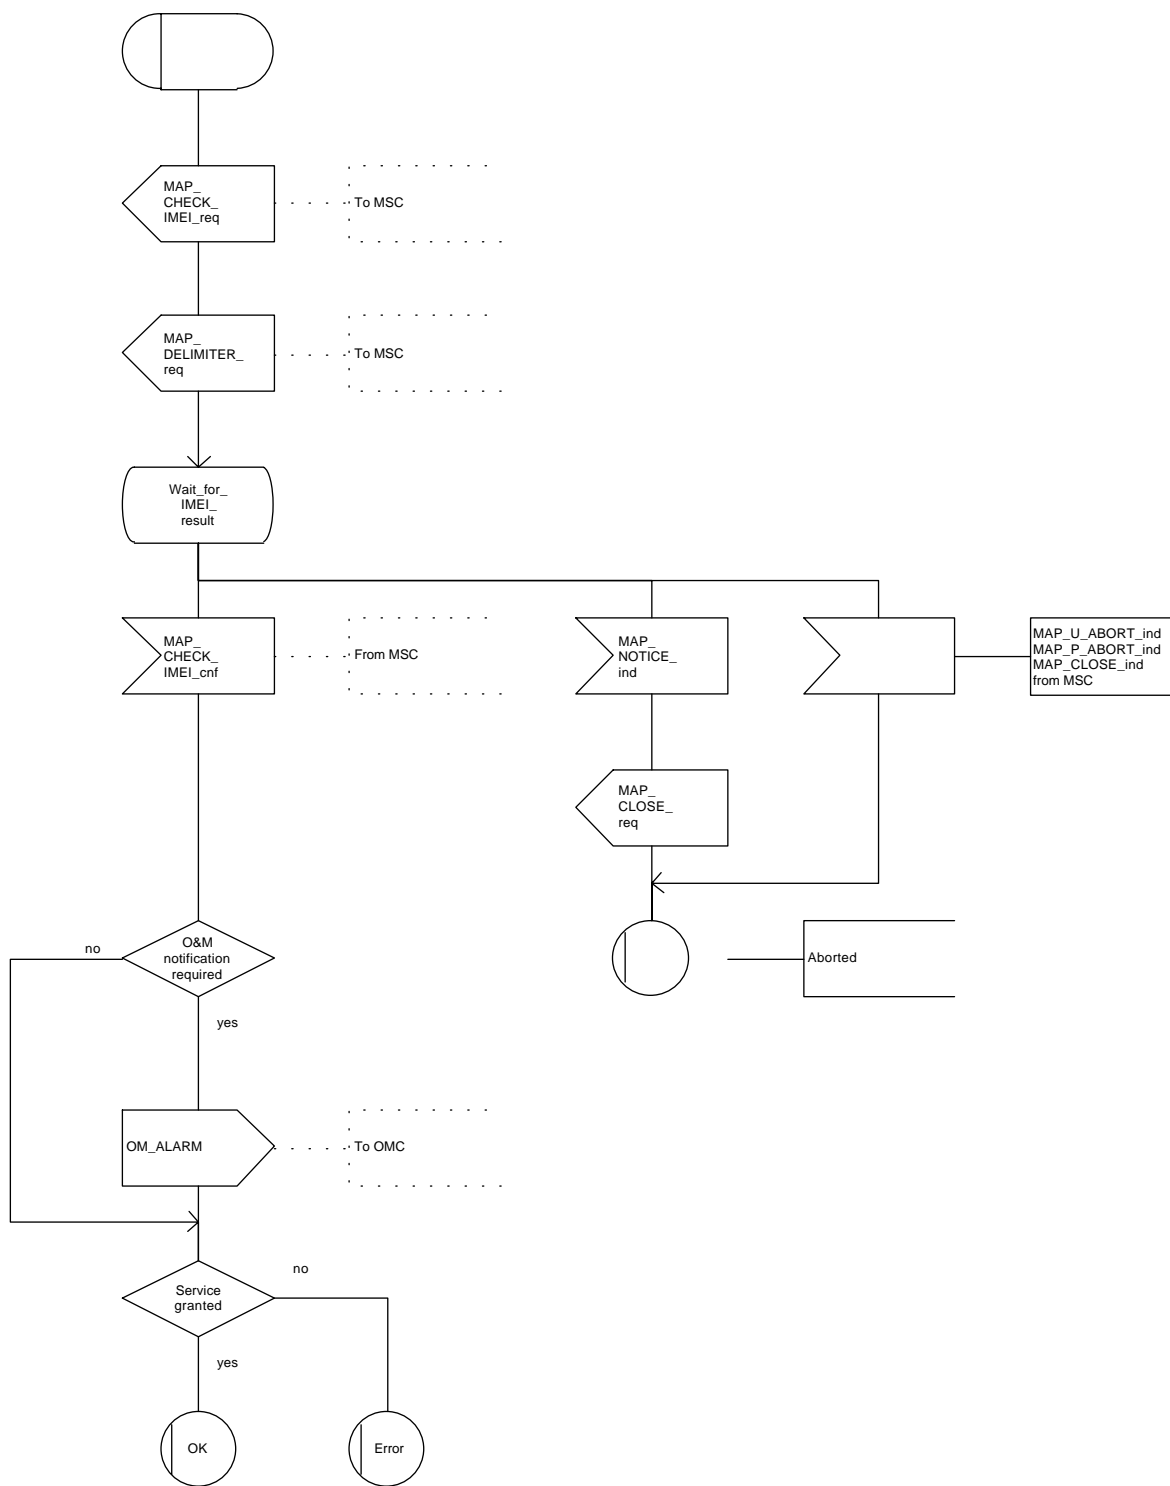 MAP_
CHECK_
IMEI_req
To MSC
MAP_
DELIMITER_
req
To MSC
Wait_for_
IMEI_
result
MAP_
CHECK_
IMEI_cnf
From MSC
MAP_
NOTICE_
ind
MAP_U_ABORT_ind
MAP_P_ABORT_ind
MAP_CLOSE_ind
from MSC
MAP_
CLOSE_
req
no
O&M
notification
required
Aborted
yes
OM_ALARM
To OMC
no
Service
granted
yes
OK
Error